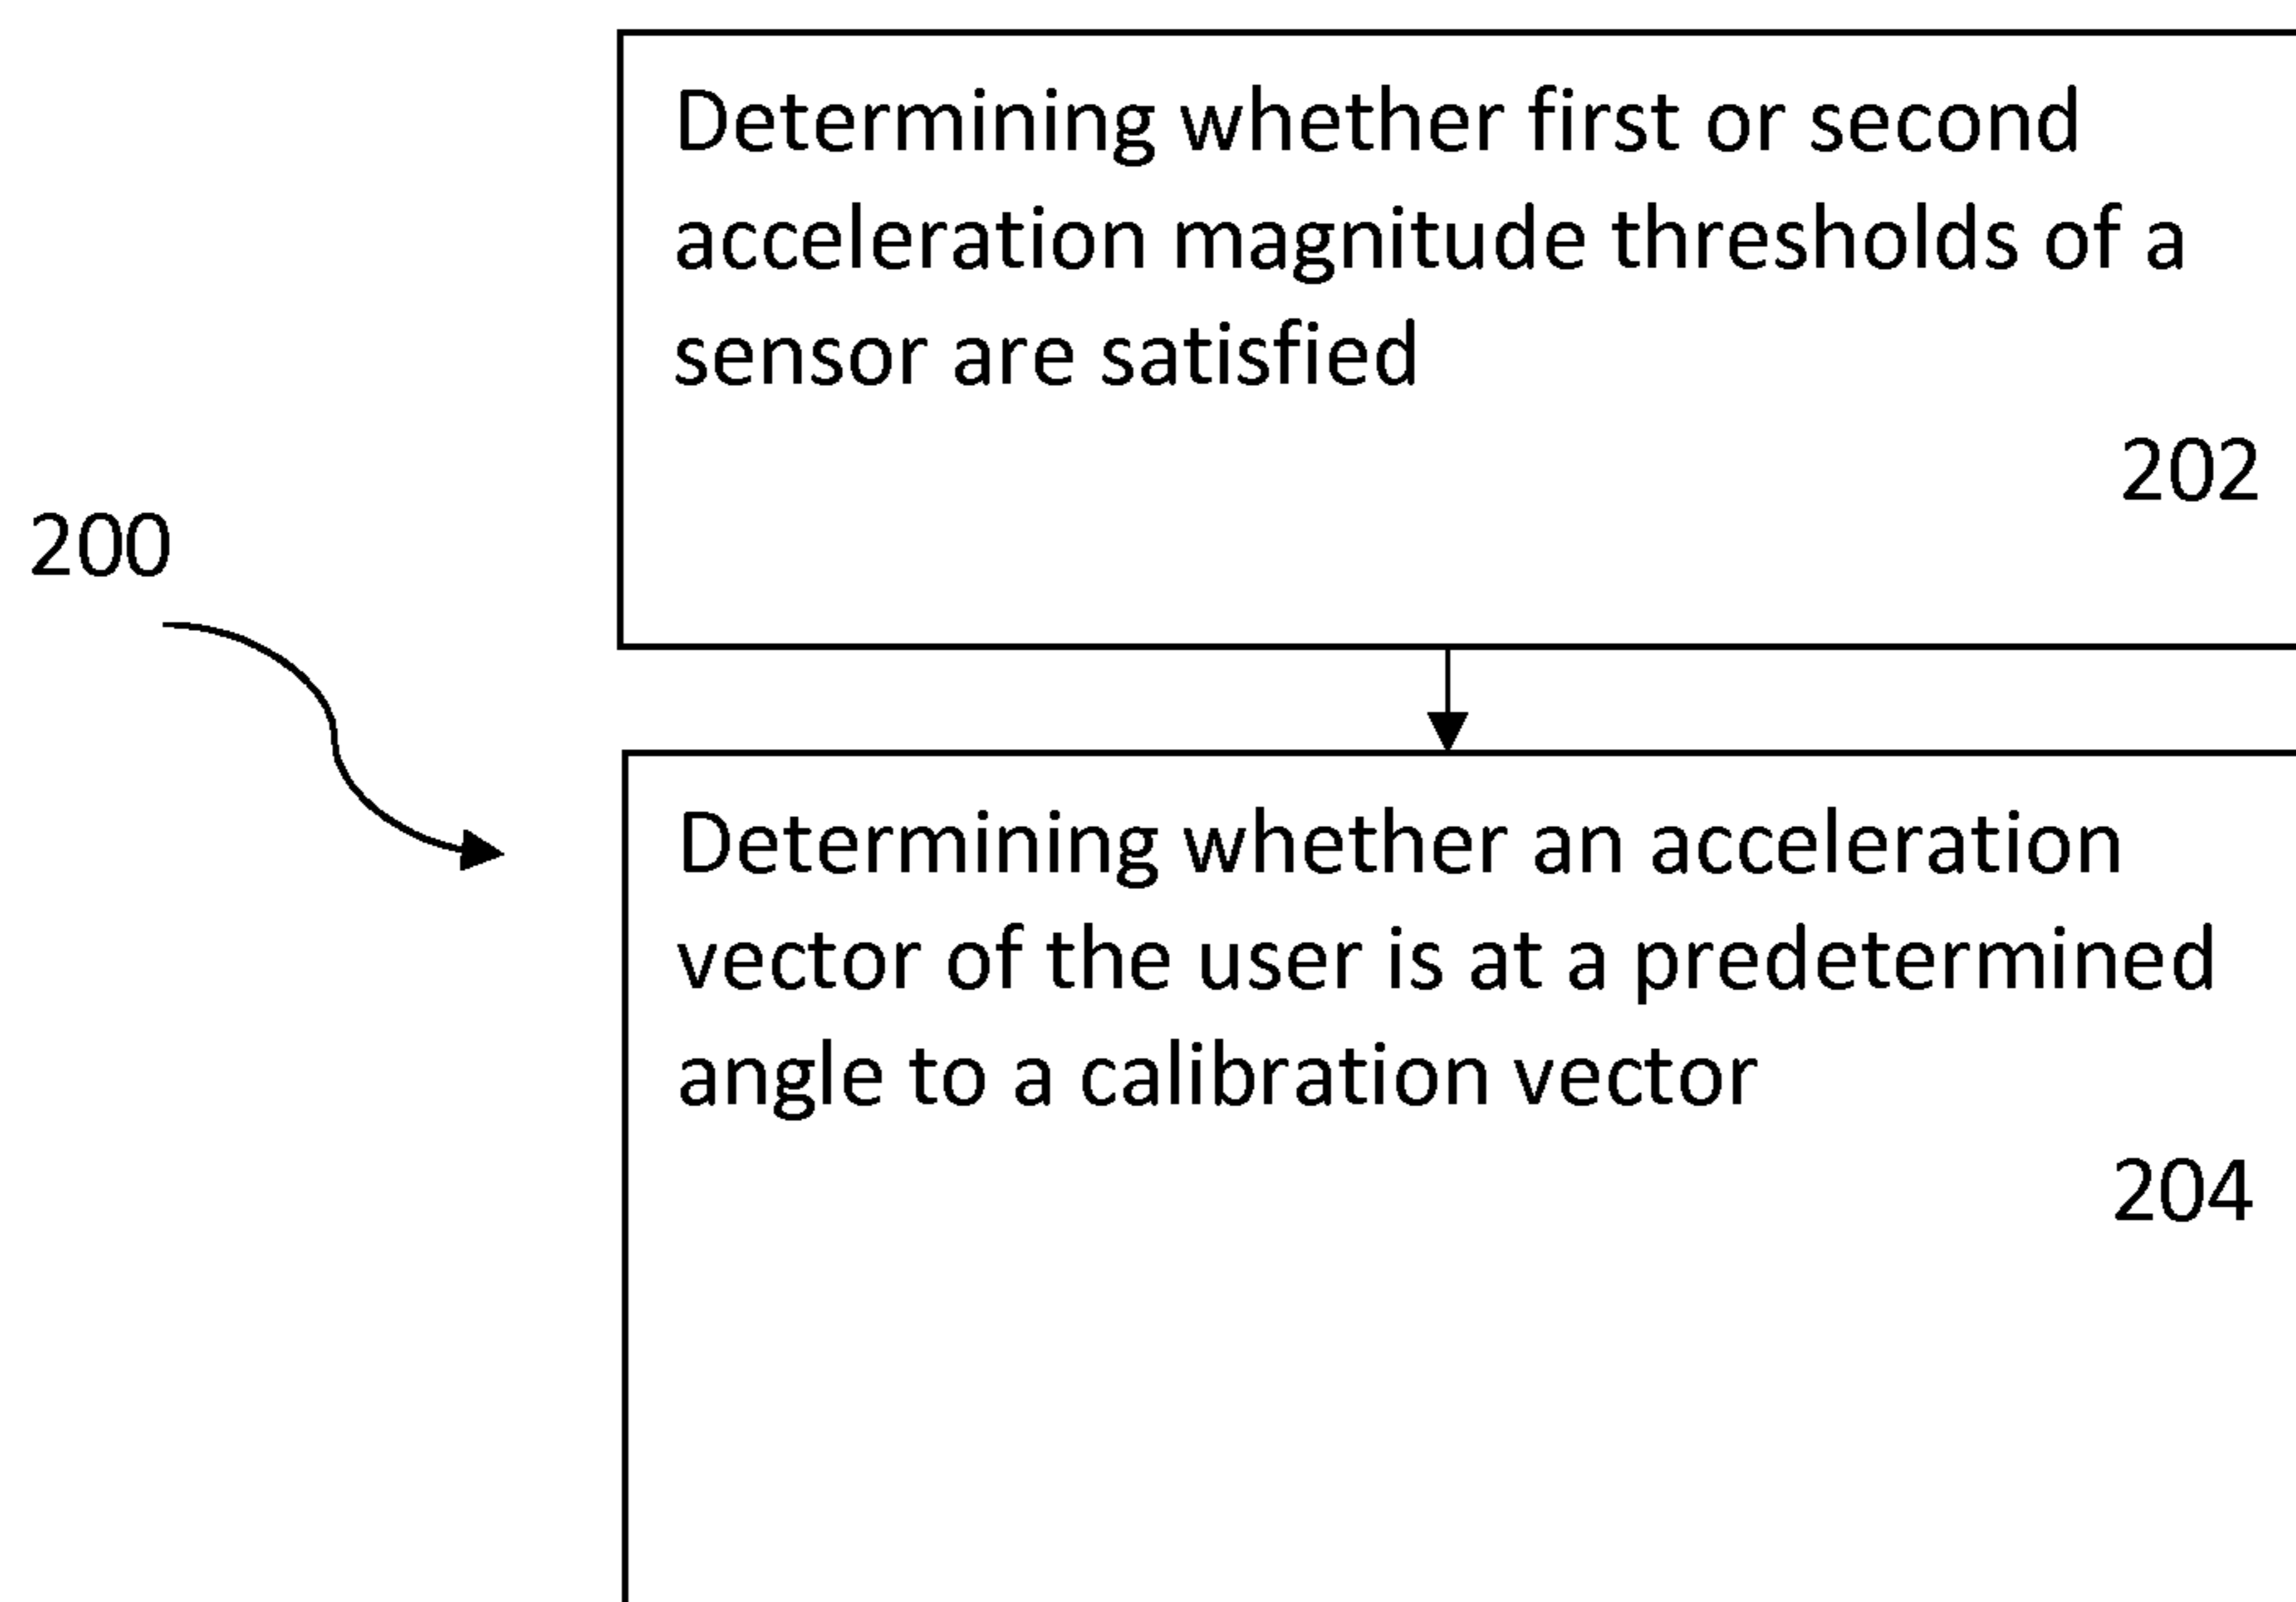 Determining whether first or second
acceleration magnitude thresholds of a
sensor are satisfied
202
200
Determining whether an acceleration
vector of the user is at a predetermined
angle to a calibration vector
204